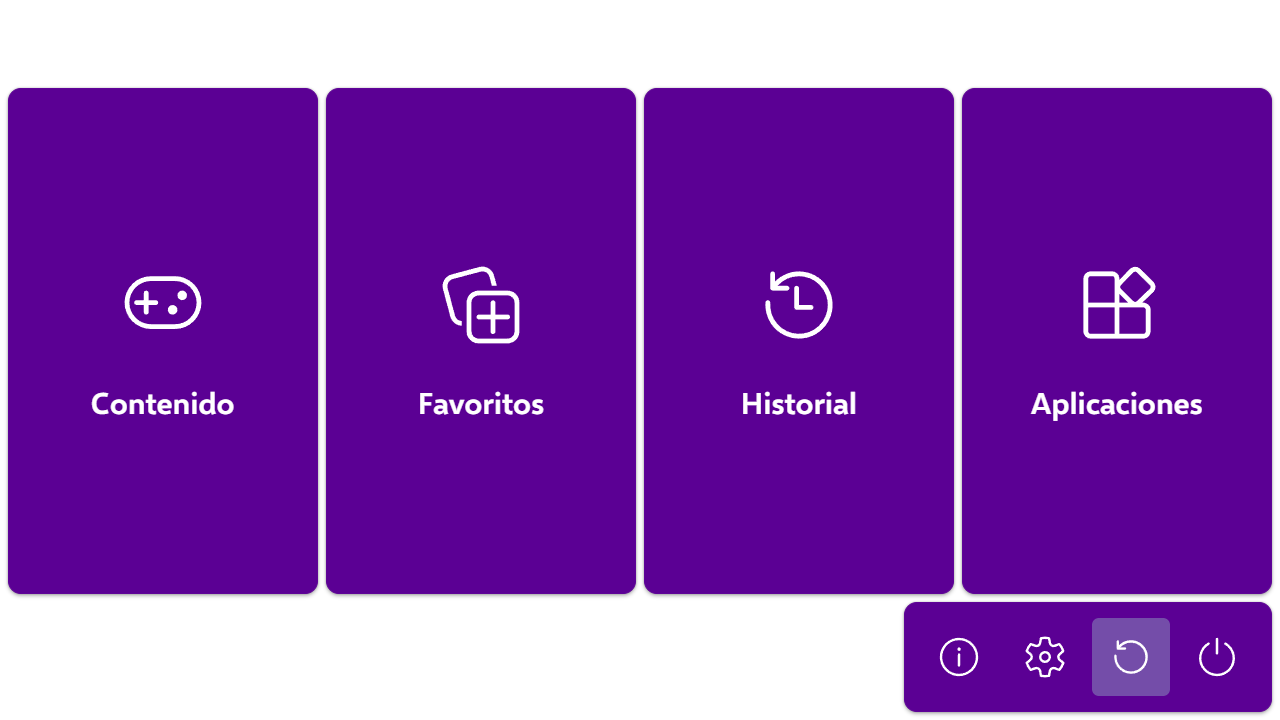 Contenido
Favoritos
Historial
Aplicaciones